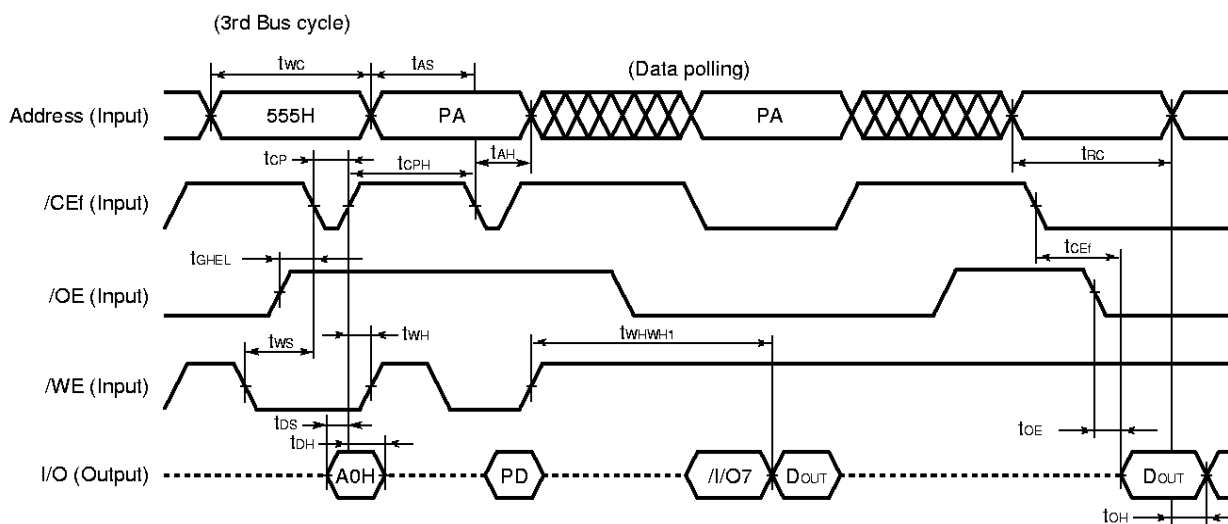 (3rd Bus cycle)
tWC tAS (Data polling)
Address (Input) 555H PA PA
tCP tCPH tAH tRC
/CEf (Input)
tGHEL tCEf
/OE (Input)
tWS tWH tWHWH1
/WE (Input)
tDS tDH tOE
I/O (Output) A0H PD /I/O7 DOUT DOUT
tOH